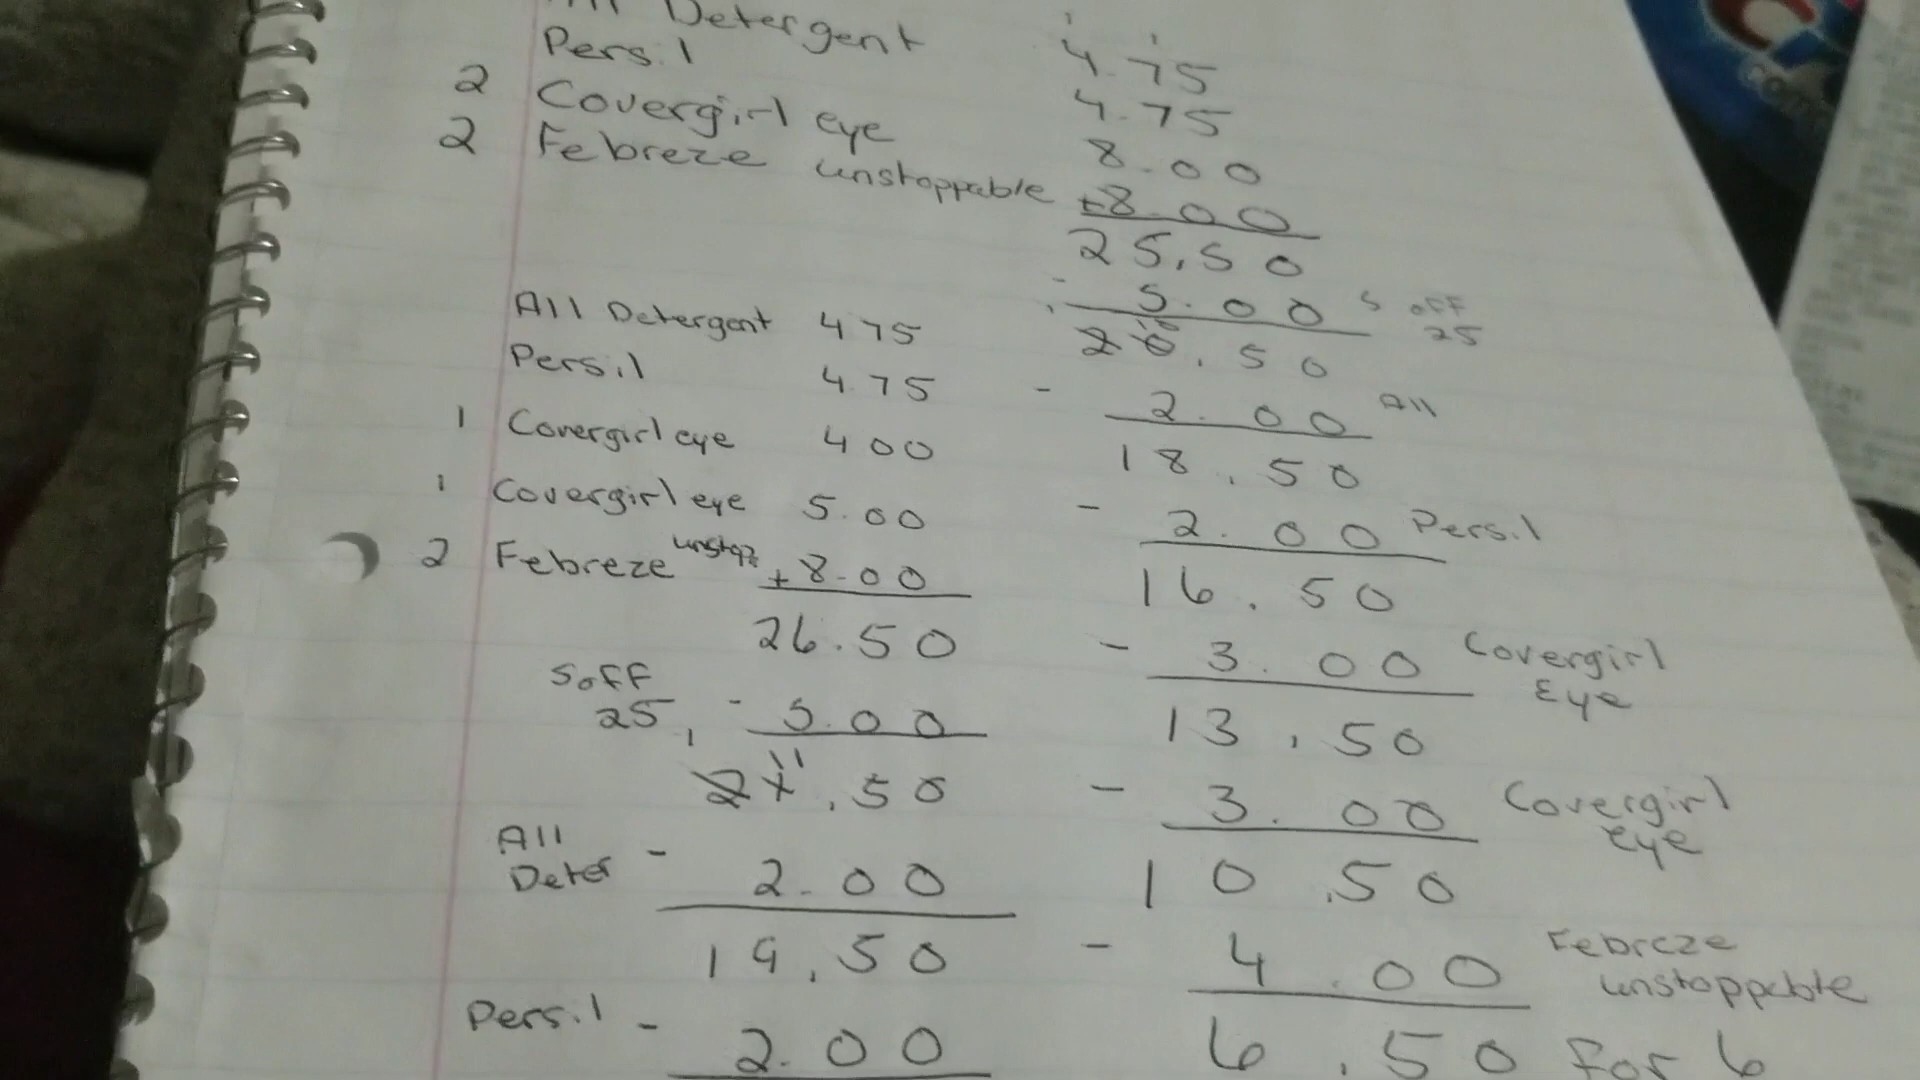 All Detergent 4.75
Persil 4.75
2 Covergirl eye 8.00
2 Febreze unstoppable +8.00
25.50
- 5.00 5 off 25
20.50
- 2.00 All
18.50
- 2.00 Persil
16.50
- 3.00 Covergirl Eye
13.50
- 3.00 Covergirl eye
10.50
- 4.00 Febreze unstoppable
6.50 for 6
All Detergent 4 75
Persil 4 75
1 Covergirl eye 4 00
1 Covergirl eye 5.00
2 Febreze +8.00
26.50
5 off 25 - 5.00
21.50
All Deter - 2.00
19.50
Persil - 2.00